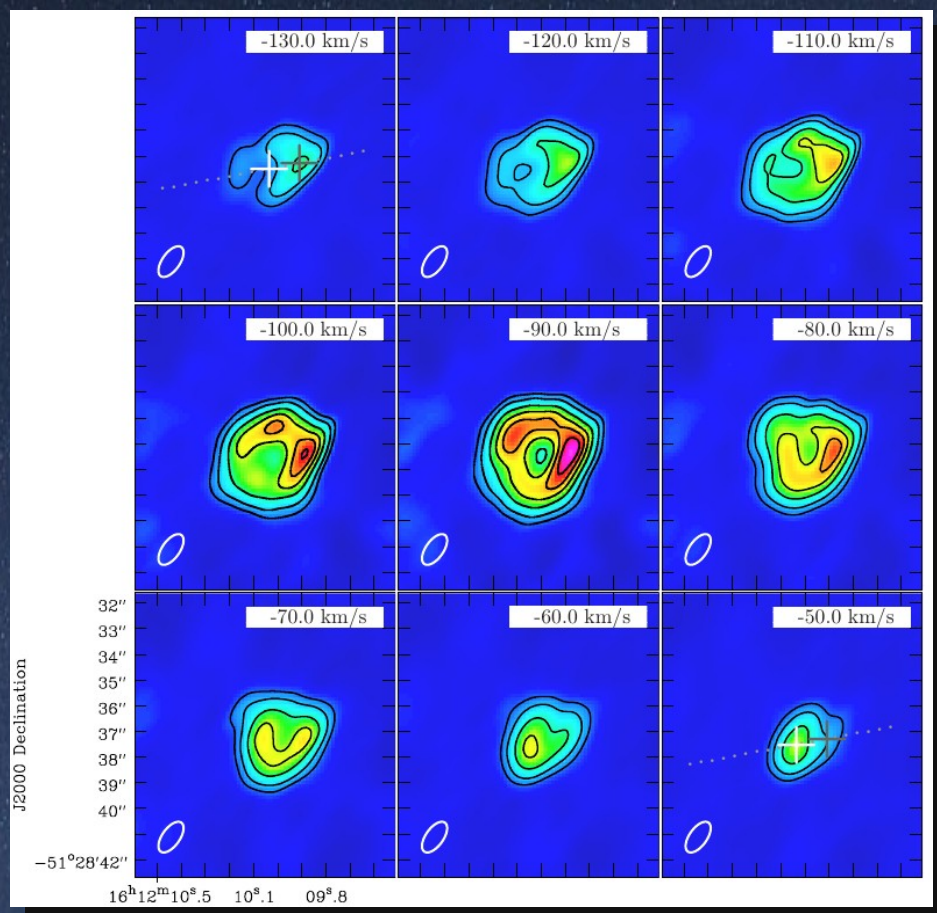 -130.0 km/s
-120.0 km/s
-110.0 km/s
-100.0 km/s
-90.0 km/s
-80.0 km/s
-70.0 km/s
-60.0 km/s
-50.0 km/s
J2000 Declination
32″
33″
34″
35″
36″
37″
38″
39″
40″
−51°28′42″
16ʰ12ᵐ10ˢ.5 10ˢ.1 09ˢ.8